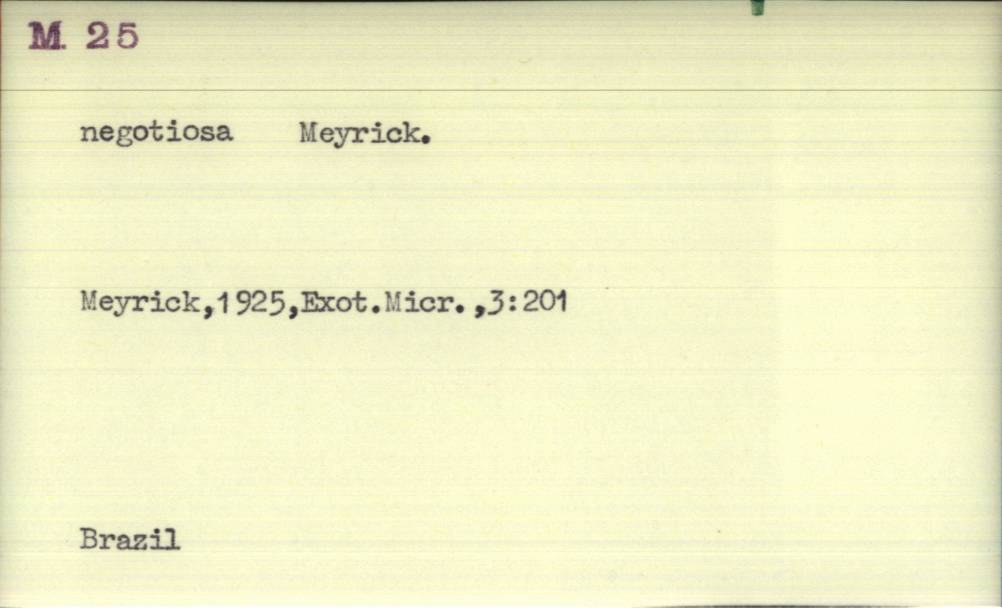 M. 25
negotiosa Meyrick.
Meyrick,1925,Exot.Micr.,3:201
Brazil